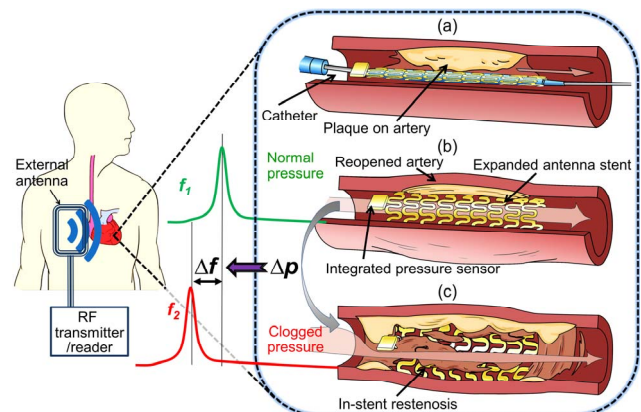 (a)
Catheter
Plaque on artery
(b)
External
antenna
Normal
pressure
Reopened artery
Expanded antenna stent
f1
Δf
Δp
Integrated pressure sensor
(c)
RF
transmitter
/reader
f2
Clogged
pressure
In-stent restenosis